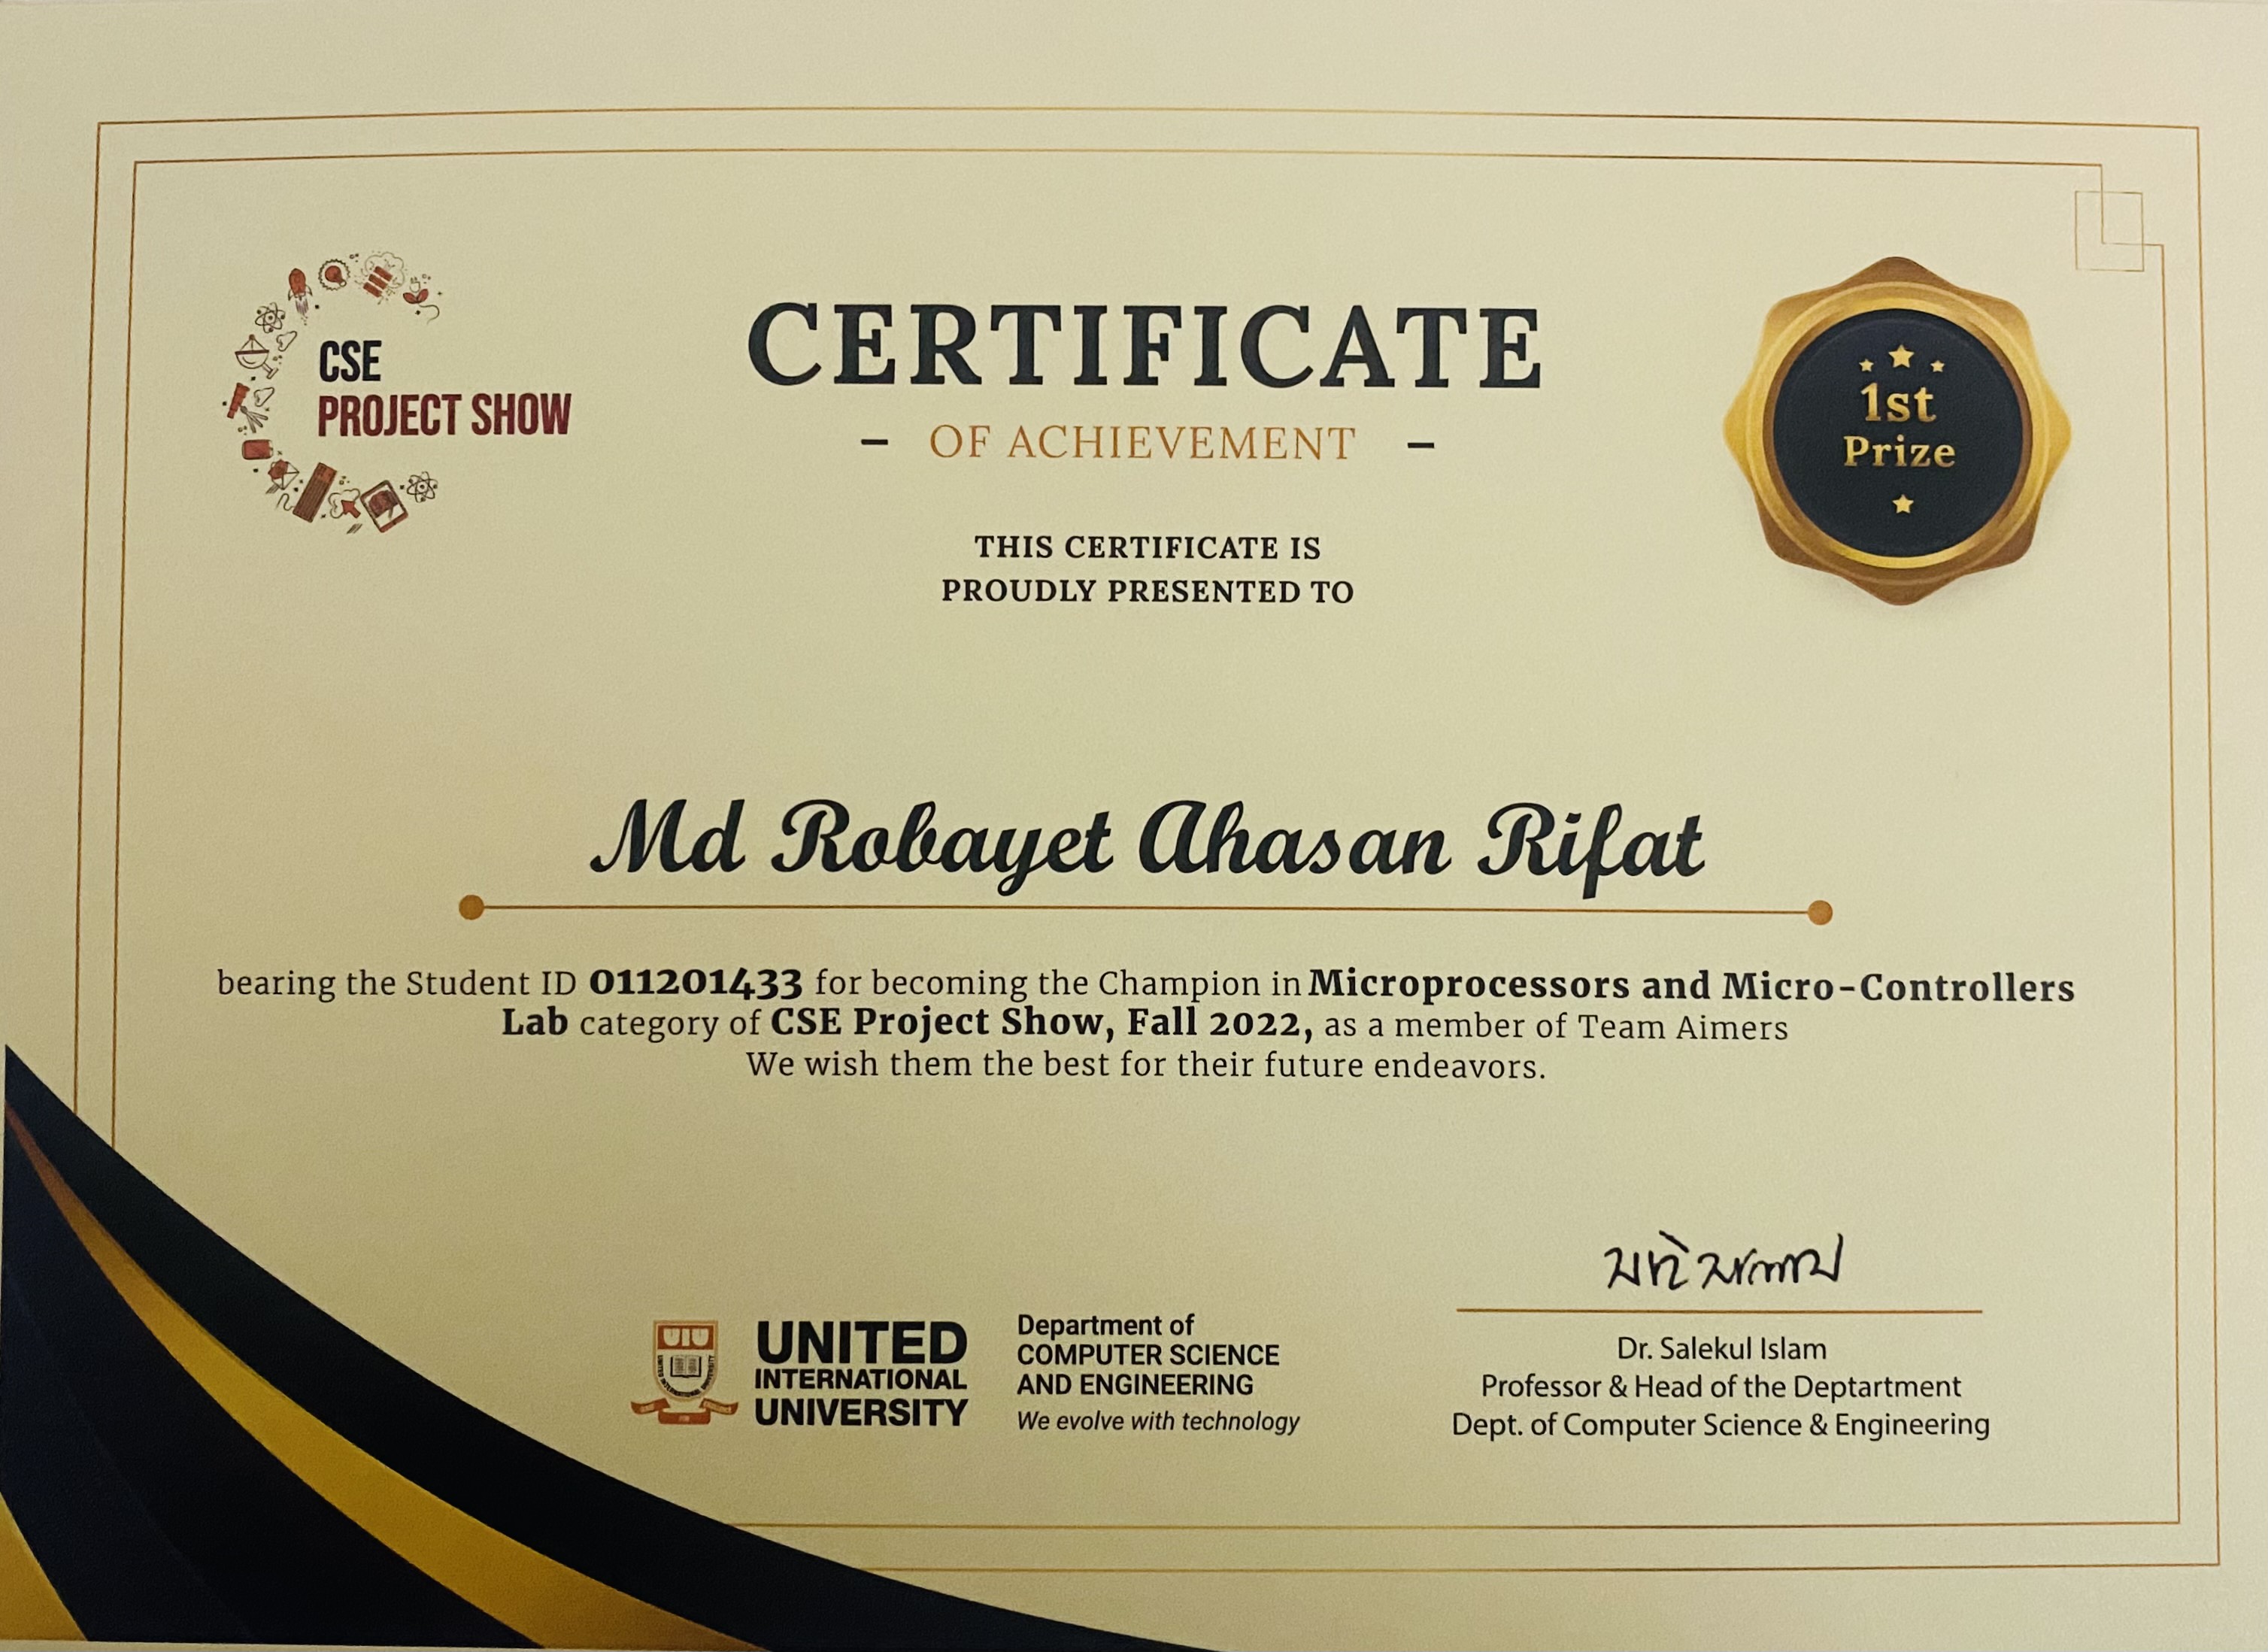 CSE
PROJECT SHOW
CERTIFICATE
- OF ACHIEVEMENT -
1st
Prize
THIS CERTIFICATE IS
PROUDLY PRESENTED TO
Md Robayet Ahasan Rifat
bearing the Student ID 011201433 for becoming the Champion in Microprocessors and Micro-Controllers
Lab category of CSE Project Show, Fall 2022, as a member of Team Aimers
We wish them the best for their future endeavors.
UIU
UNITED
INTERNATIONAL
UNIVERSITY
Department of
COMPUTER SCIENCE
AND ENGINEERING
We evolve with technology
Dr. Salekul Islam
Professor & Head of the Deptartment
Dept. of Computer Science & Engineering